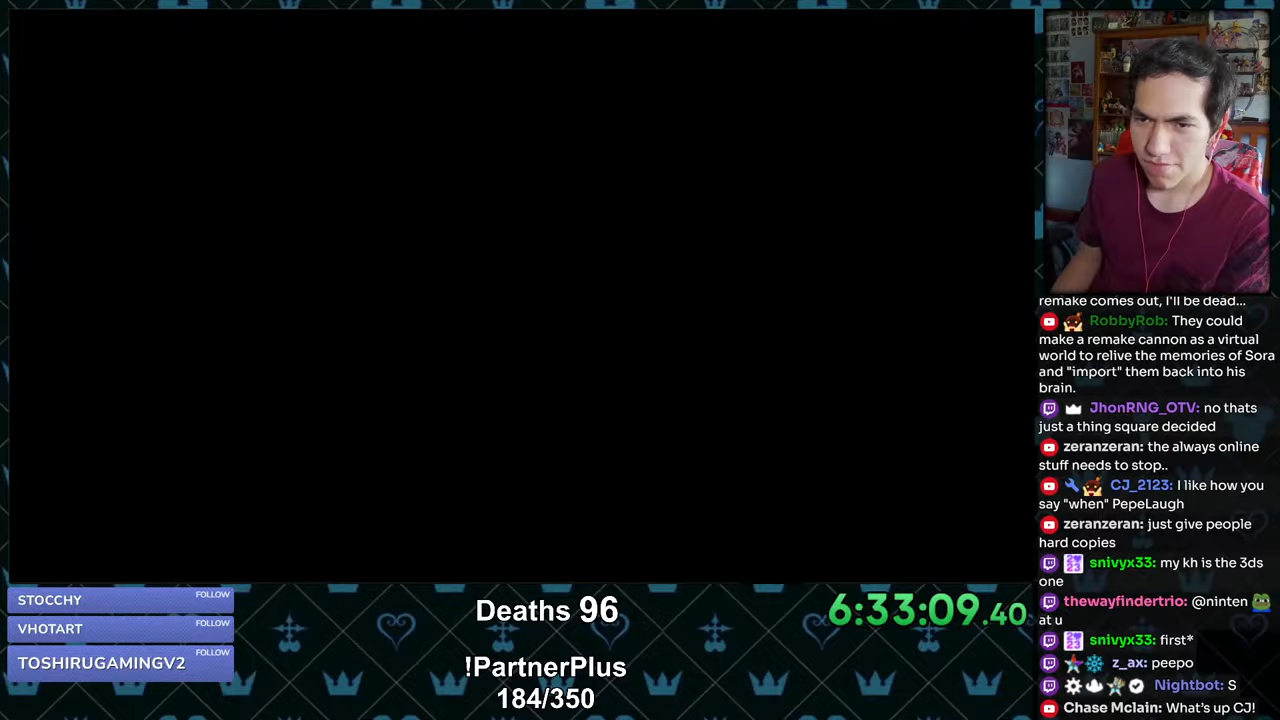 remake comes out, I'll be dead...
RobbyRob: They could
make a remake cannon as a virtual
world to relive the memories of Sora
and "import" them back into his
brain.
JhonRNG_OTV: no thats
just a thing square decided
zeranzeran: the always online
stuff needs to stop..
CJ_2123: I like how you
say "when" PepeLaugh
zeranzeran: just give people
hard copies
snivyx33: my kh is the 3ds
one
thewayfindertrio: @ninten
at u
snivyx33: first*
z_ax: peepo
Nightbot: S
Chase Mclain: What's up CJ!
STOCCHY FOLLOW
VHOTART FOLLOW
TOSHIRUGAMINGV2 FOLLOW
Deaths 96
!PartnerPlus
184/350
6:33:09.40